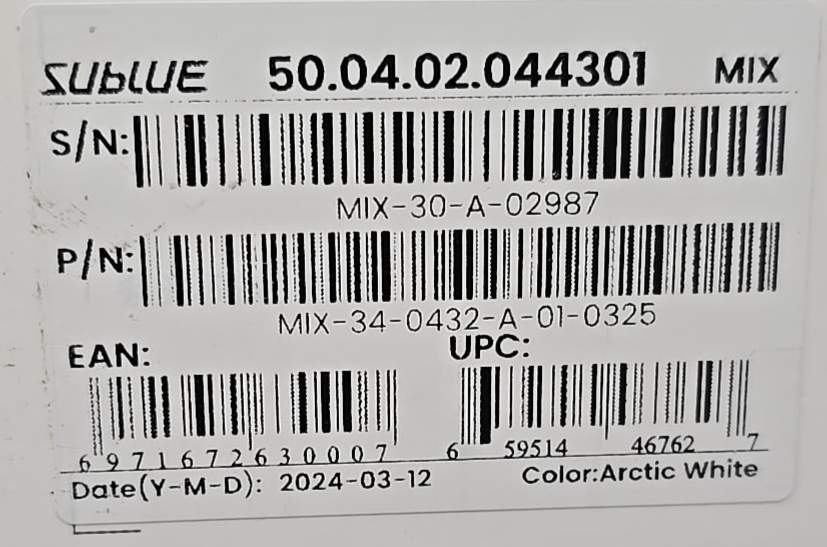 SUBLUE 50.04.02.044301 MIX
S/N:
MIX-30-A-02987
P/N:
MIX-34-0432-A-01-0325
EAN: UPC:
6 971672 630007 6 59514 46762 7
Date(Y-M-D): 2024-03-12 Color:Arctic White